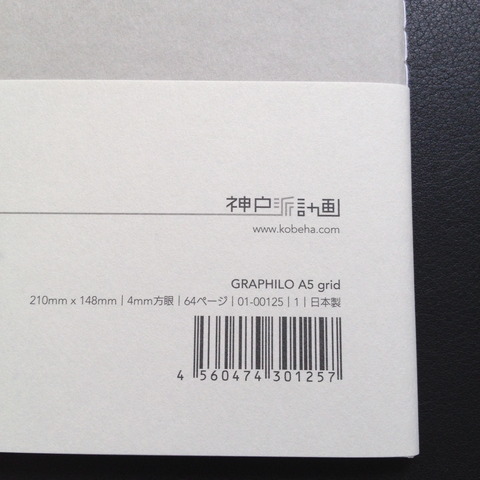 神戸派計画
www.kobeha.com
GRAPHILO A5 grid
210mm x 148mm | 4mm方眼 | 64ページ | 01-00125 | 1 | 日本製
4 560474 301257